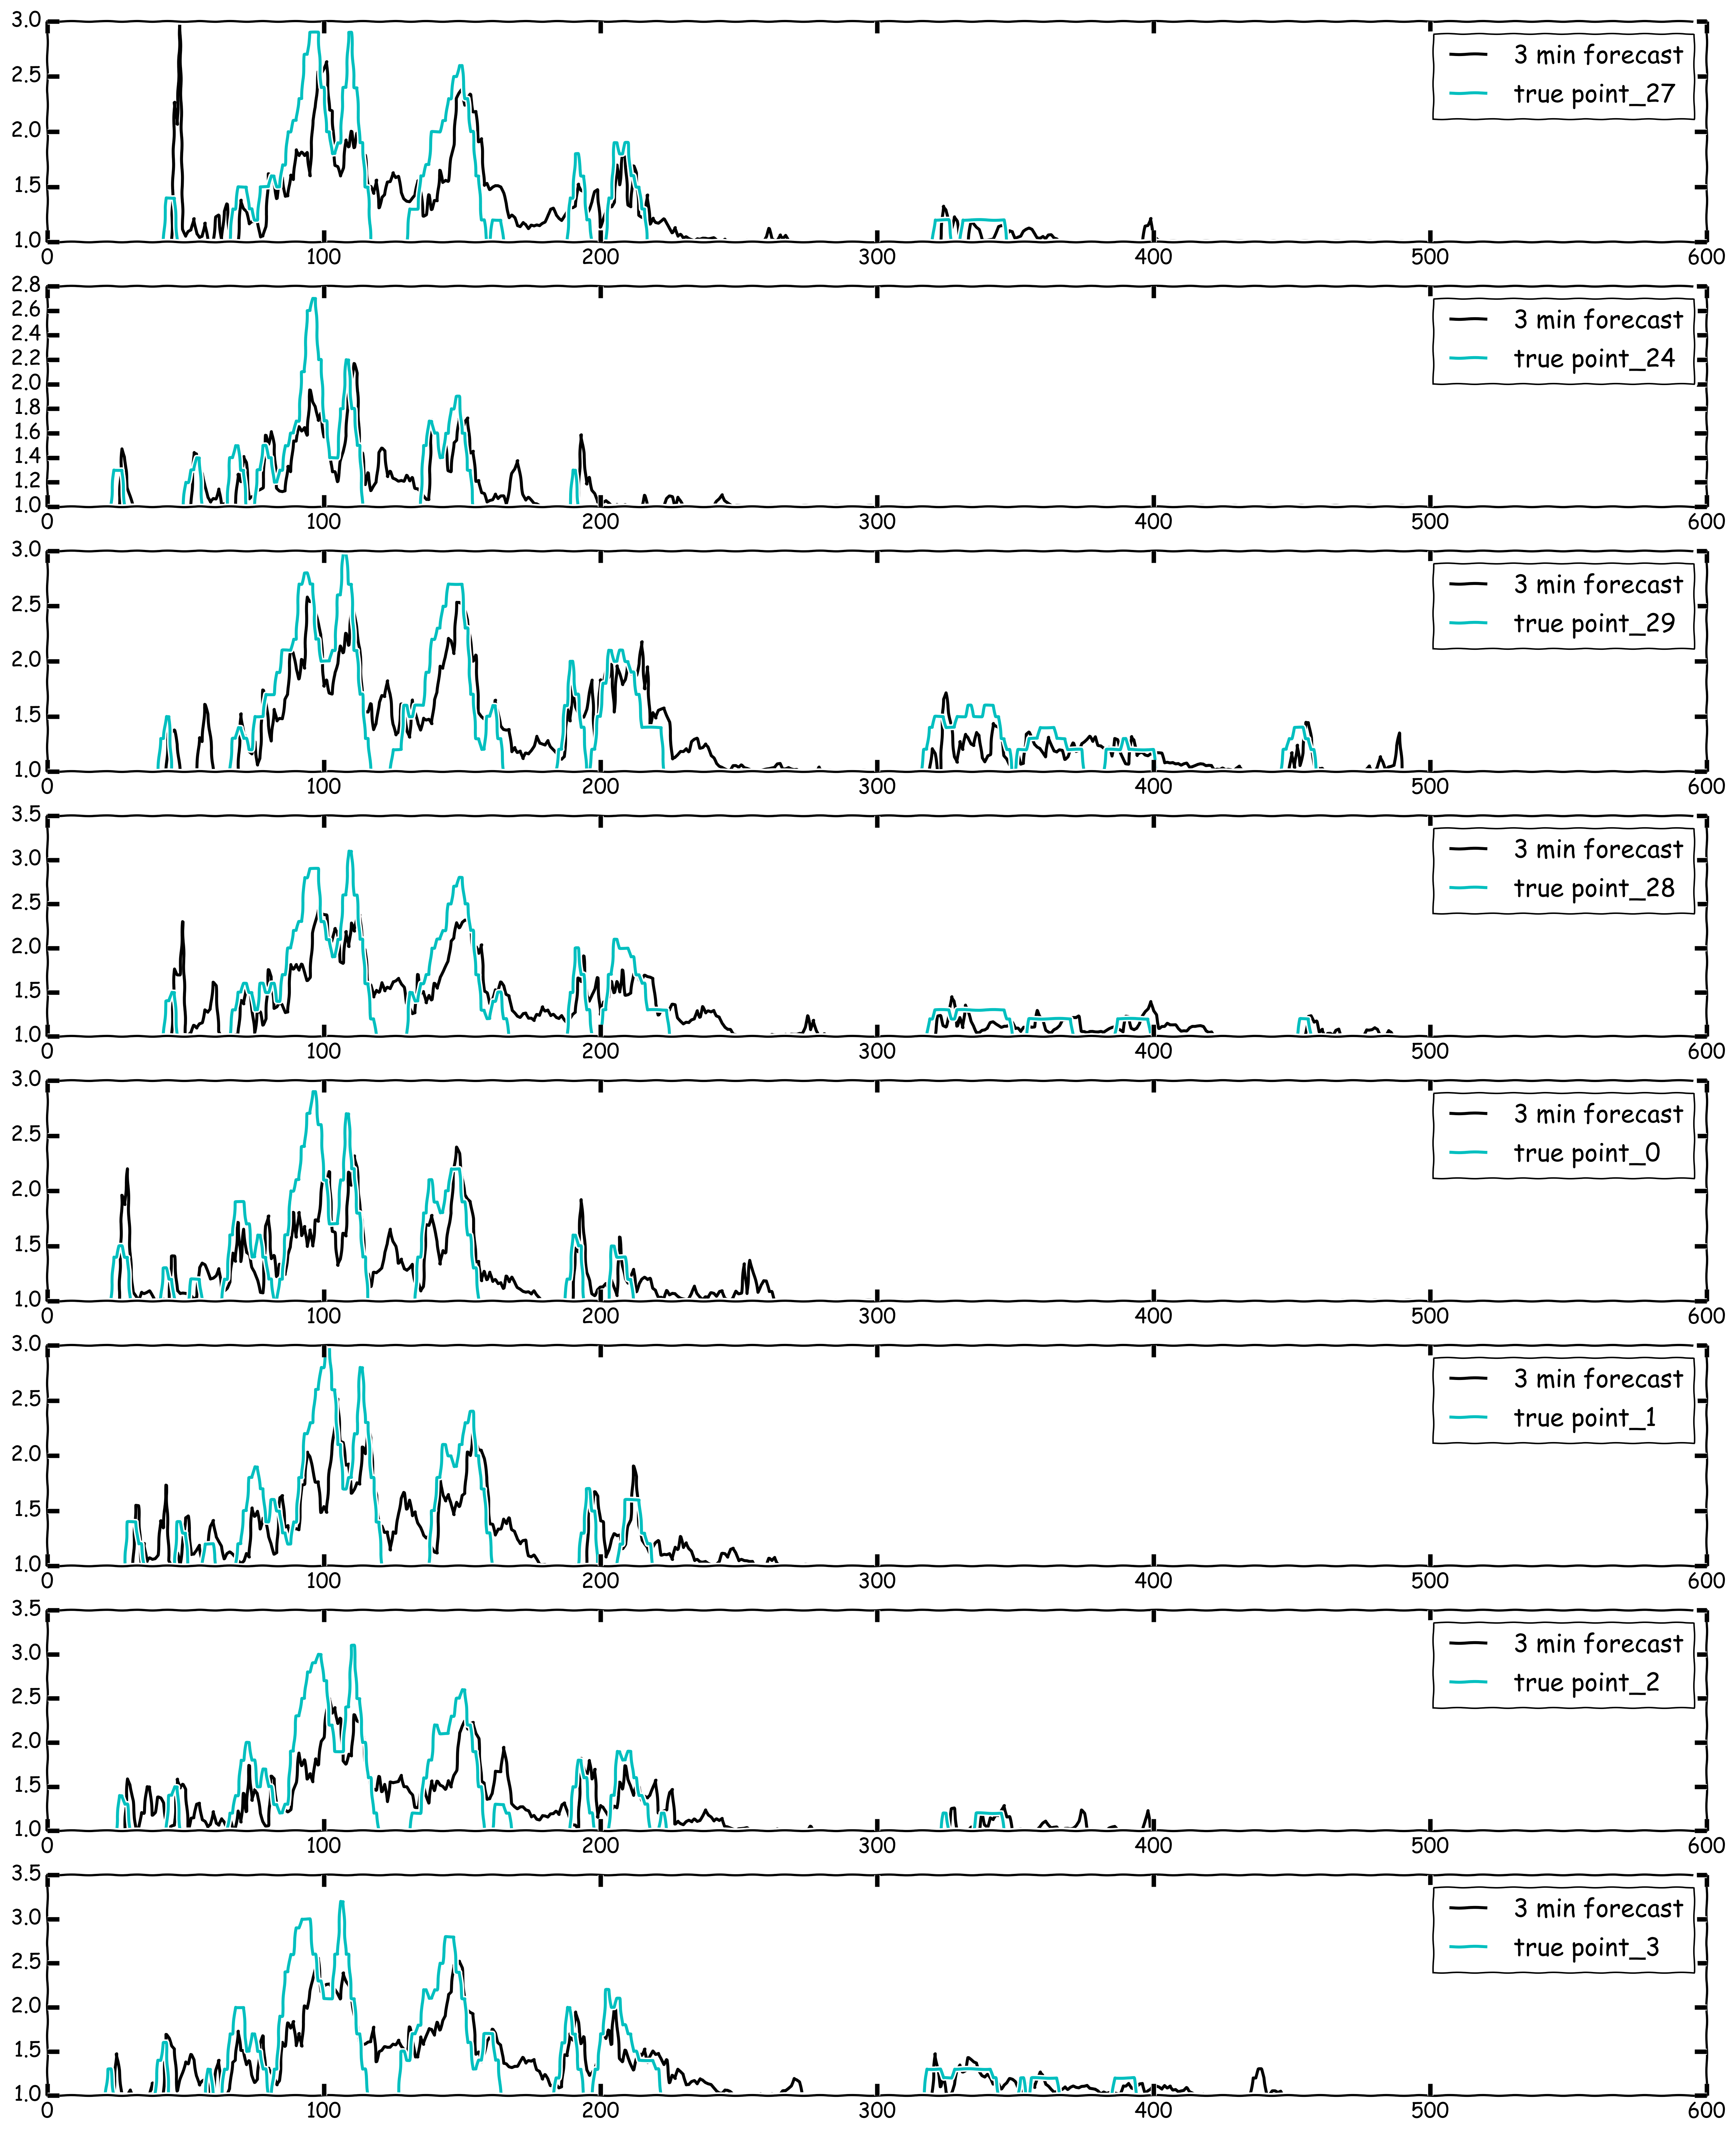 3.0
3 min forecast
2.5
true point_27
2.0
1.5
1.0
0 100 200 300 400 500 600
2.8
2.6
3 min forecast
2.4
2.2
true point_24
2.0
1.8
1.6
1.4
1.2
1.0
0 100 200 300 400 500 600
3.0
3 min forecast
2.5
true point_29
2.0
1.5
1.0
0 100 200 300 400 500 600
3.5
3 min forecast
3.0
true point_28
2.5
2.0
1.5
1.0
0 100 200 300 400 500 600
3.0
3 min forecast
2.5
true point_0
2.0
1.5
1.0
0 100 200 300 400 500 600
3.0
3 min forecast
2.5
true point_1
2.0
1.5
1.0
0 100 200 300 400 500 600
3.5
3 min forecast
3.0
true point_2
2.5
2.0
1.5
1.0
0 100 200 300 400 500 600
3.5
3 min forecast
3.0
true point_3
2.5
2.0
1.5
1.0
0 100 200 300 400 500 600